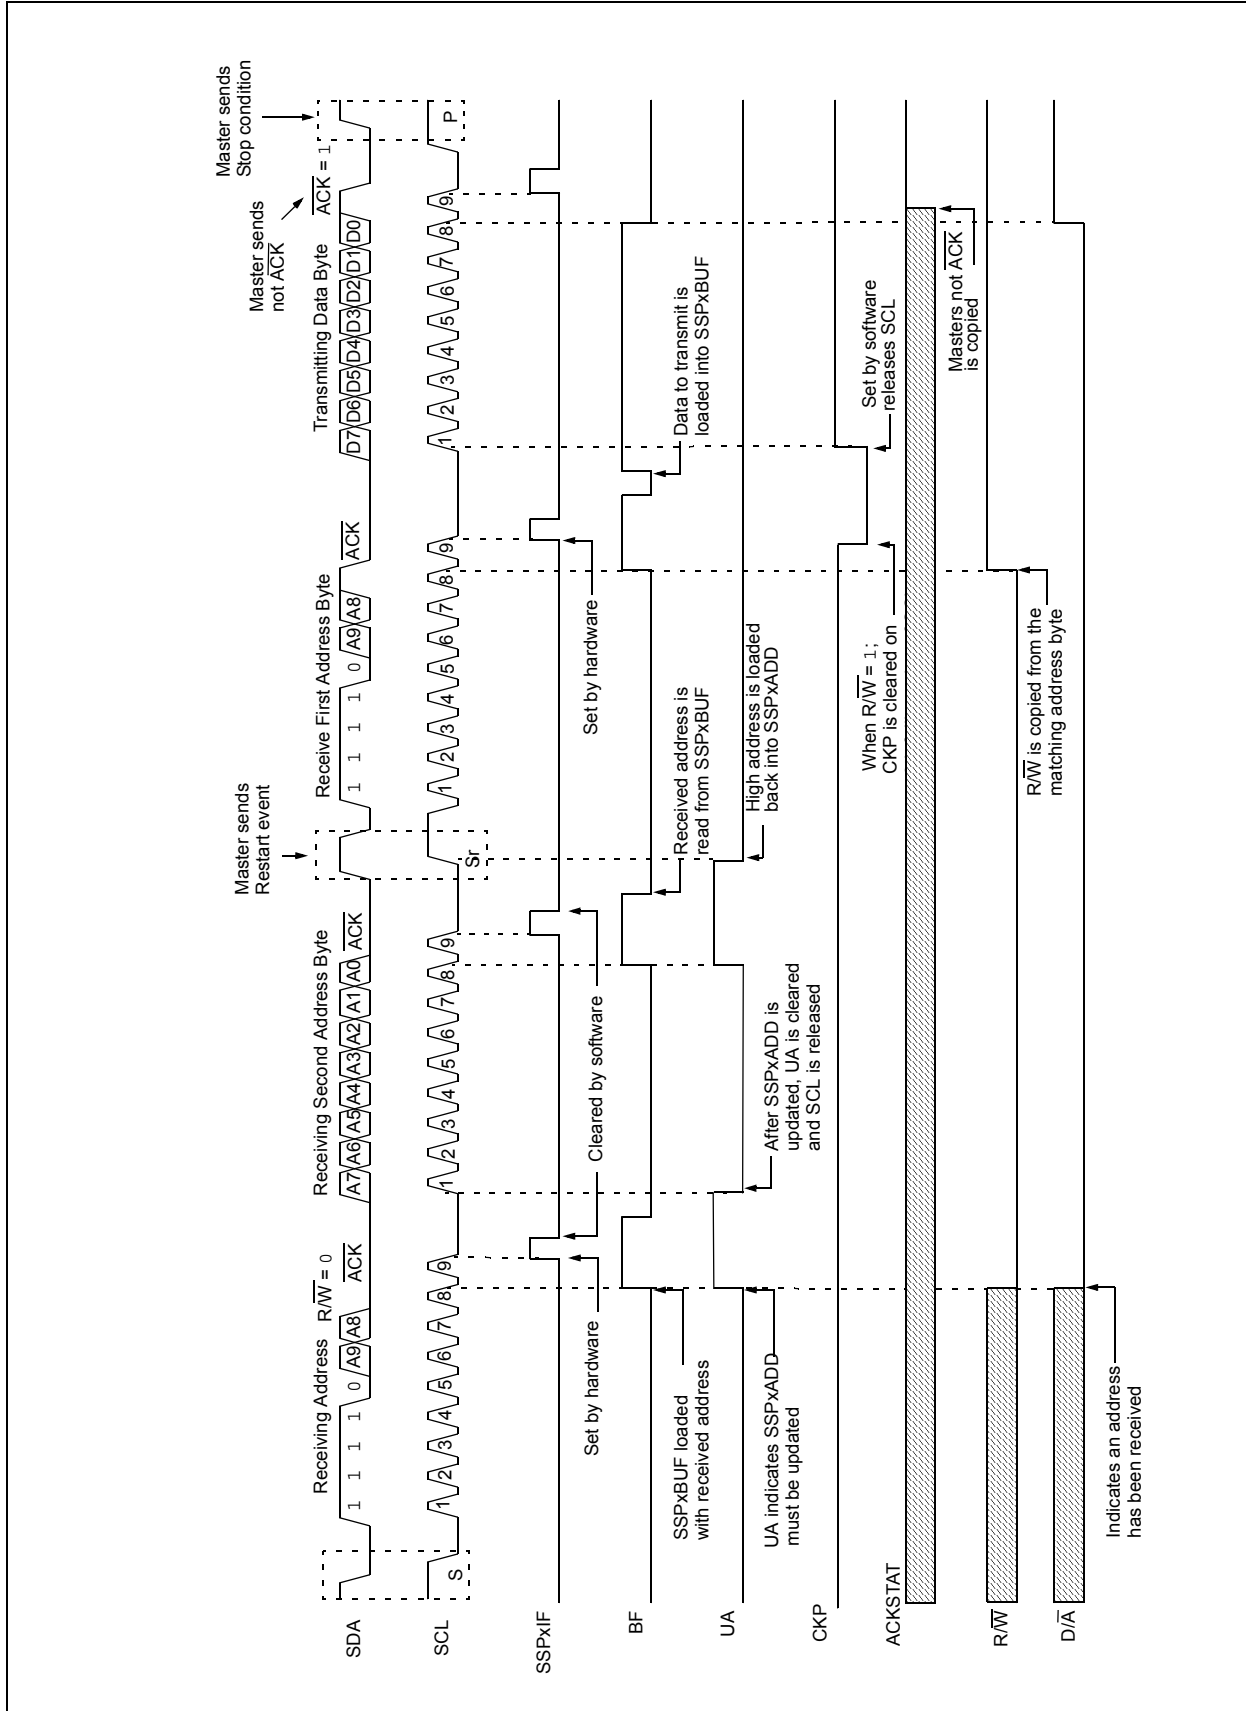 Master sends
Stop condition
Master sends
not A̅C̅K̅
Master sends
Restart event
Receiving Address
R/W̅ = 0
Receiving Second Address Byte
Receive First Address Byte
Transmitting Data Byte
A̅C̅K̅ = 1
SDA
1 1 1 1 0 A9 A8
A̅C̅K̅
A7 A6 A5 A4 A3 A2 A1 A0
A̅C̅K̅
1 1 1 1 0 A9 A8
A̅C̅K̅
D7 D6 D5 D4 D3 D2 D1 D0
SCL
S
1 2 3 4 5 6 7 8 9
1 2 3 4 5 6 7 8 9
Sr
1 2 3 4 5 6 7 8 9
1 2 3 4 5 6 7 8 9
P
SSPxIF
Set by hardware
Cleared by software
Set by hardware
BF
SSPxBUF loaded
with received address
Received address is
read from SSPxBUF
Data to transmit is
loaded into SSPxBUF
UA
UA indicates SSPxADD
must be updated
After SSPxADD is
updated, UA is cleared
and SCL is released
High address is loaded
back into SSPxADD
CKP
When R/W̅ = 1;
CKP is cleared on
Set by software
releases SCL
ACKSTAT
Masters not A̅C̅K̅
is copied
R/W̅
R/W̅ is copied from the
matching address byte
D/A̅
Indicates an address
has been received